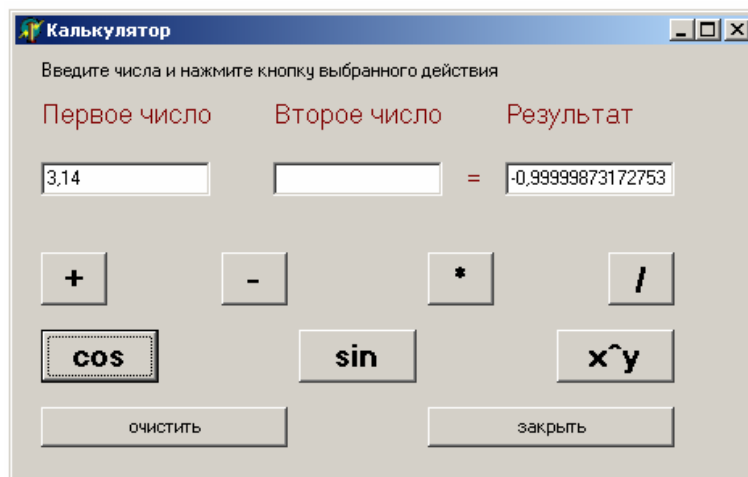 Калькулятор
Введите числа и нажмите кнопку выбранного действия
Первое число Второе число Результат
3,14 = -0,99999873172753
+ - * /
cos sin x^y
очистить закрыть